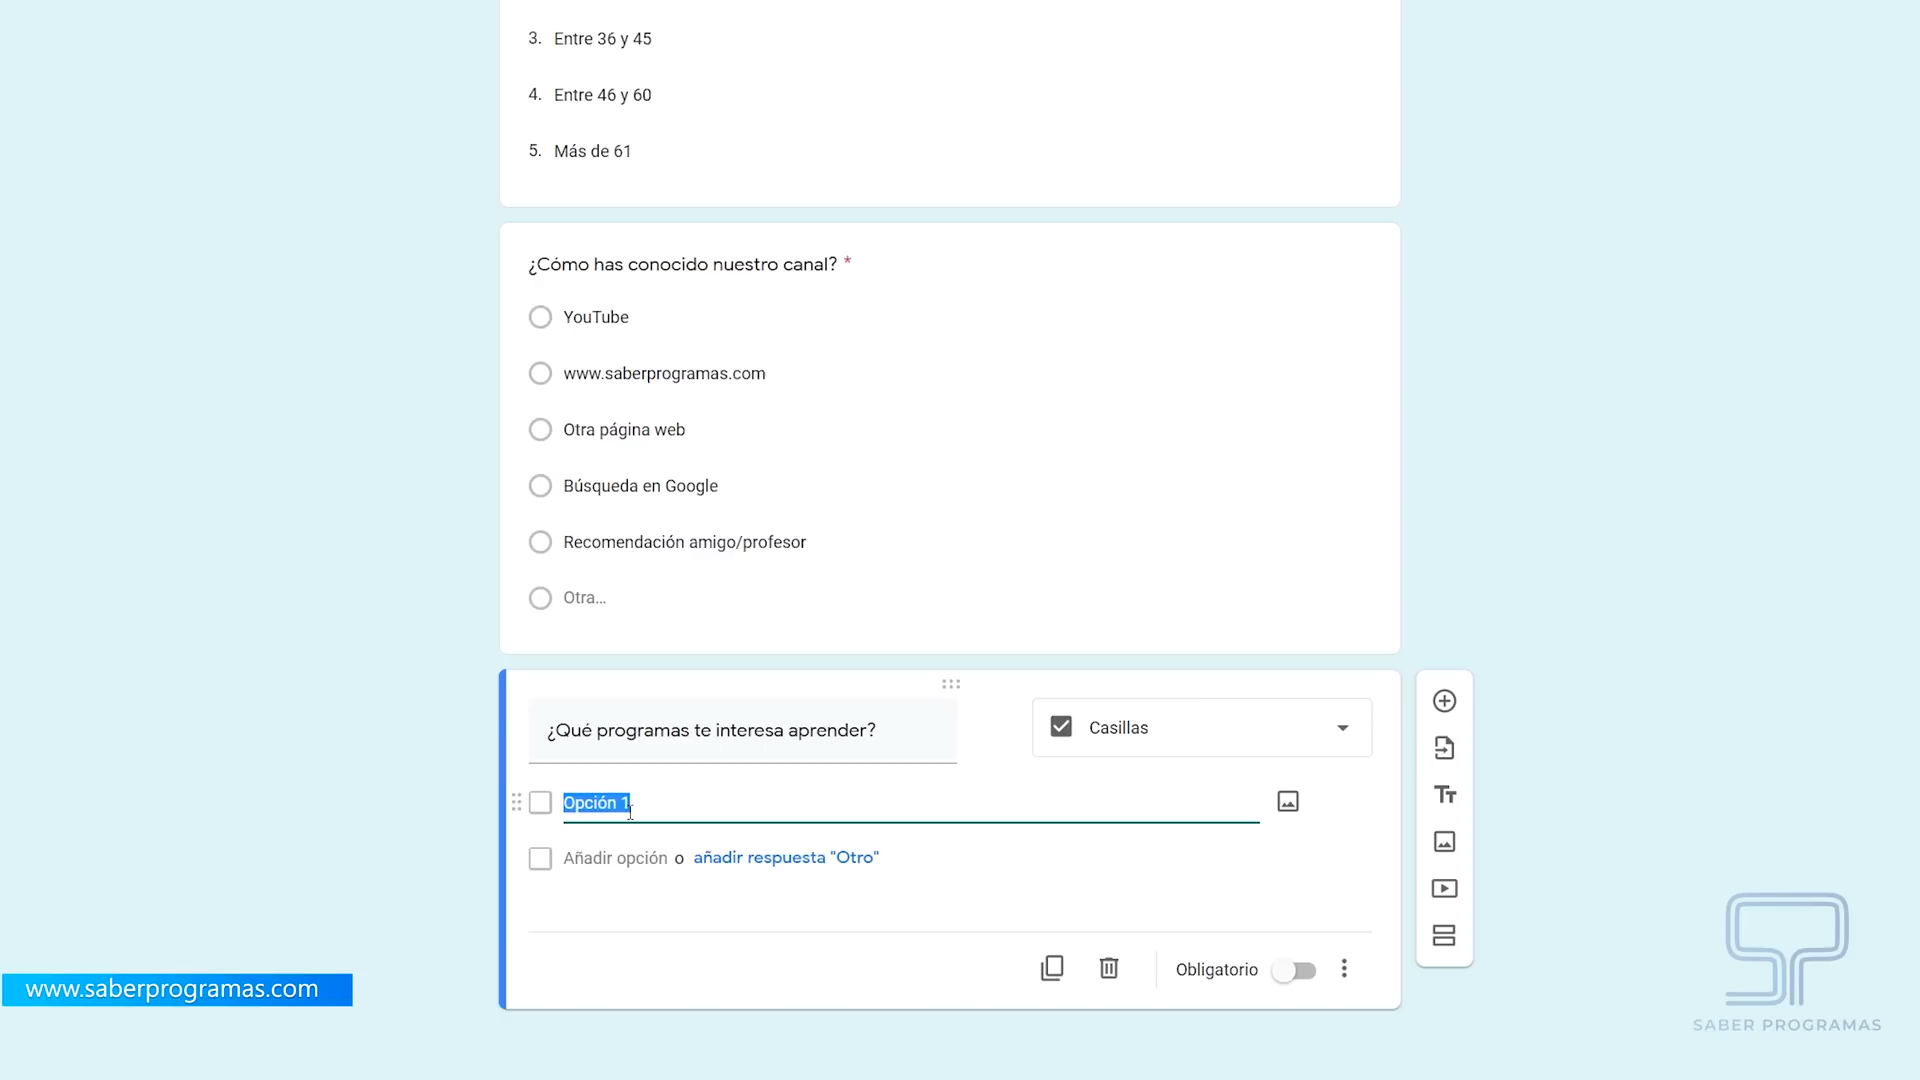 3. Entre 36 y 45
4. Entre 46 y 60
5. Más de 61
¿Cómo has conocido nuestro canal? *
YouTube
www.saberprogramas.com
Otra página web
Búsqueda en Google
Recomendación amigo/profesor
Otra...
¿Qué programas te interesa aprender?
Casillas
Opción 1
Añadir opción o añadir respuesta "Otro"
Obligatorio
Tт
www.saberprogramas.com
SABER PROGRAMAS